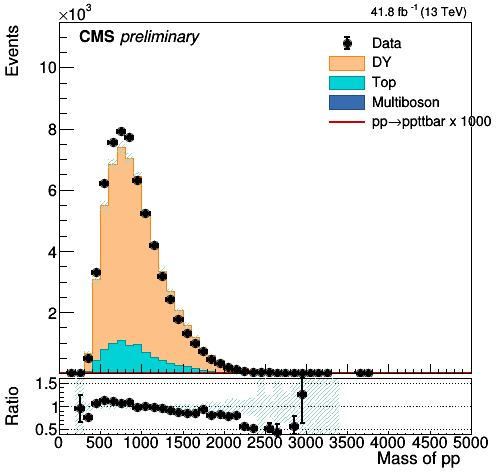 ×10³
41.8 fb⁻¹ (13 TeV)
CMS preliminary
Events
10
8
6
4
2
0
Data
DY
Top
Multiboson
pp→ppttbar x 1000
Ratio
1.5
1
0.5
0 500 1000 1500 2000 2500 3000 3500 4000 4500 5000
Mass of pp